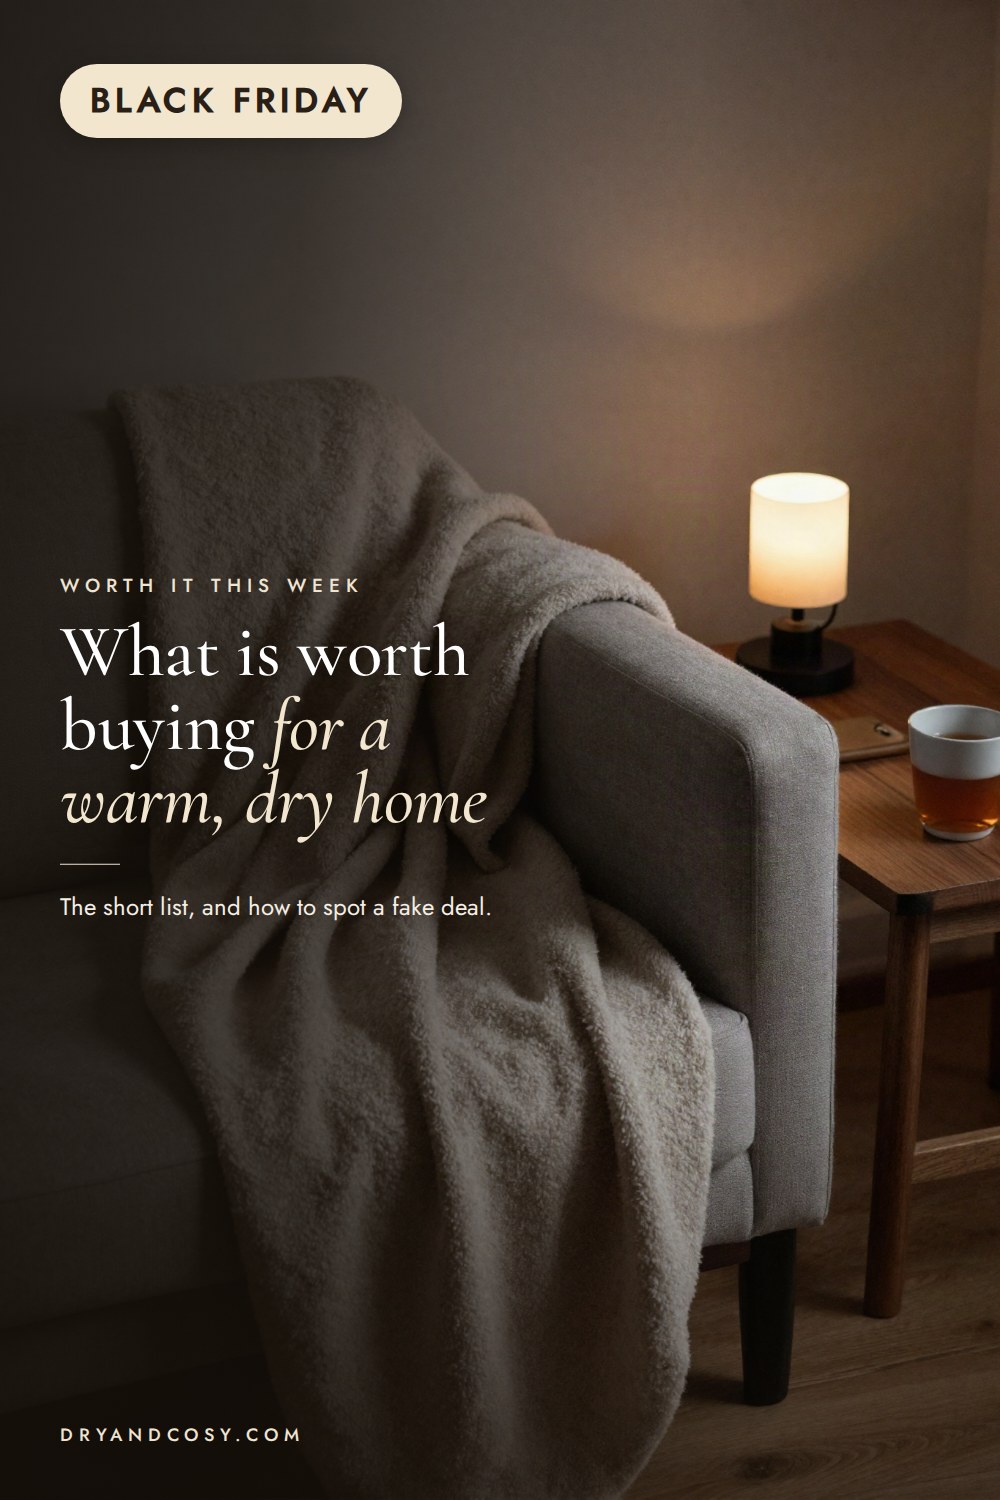 BLACK FRIDAY
WORTH IT THIS WEEK
What is worth
buying for a
warm, dry home
The short list, and how to spot a fake deal.
DRYANDCOSY.COM